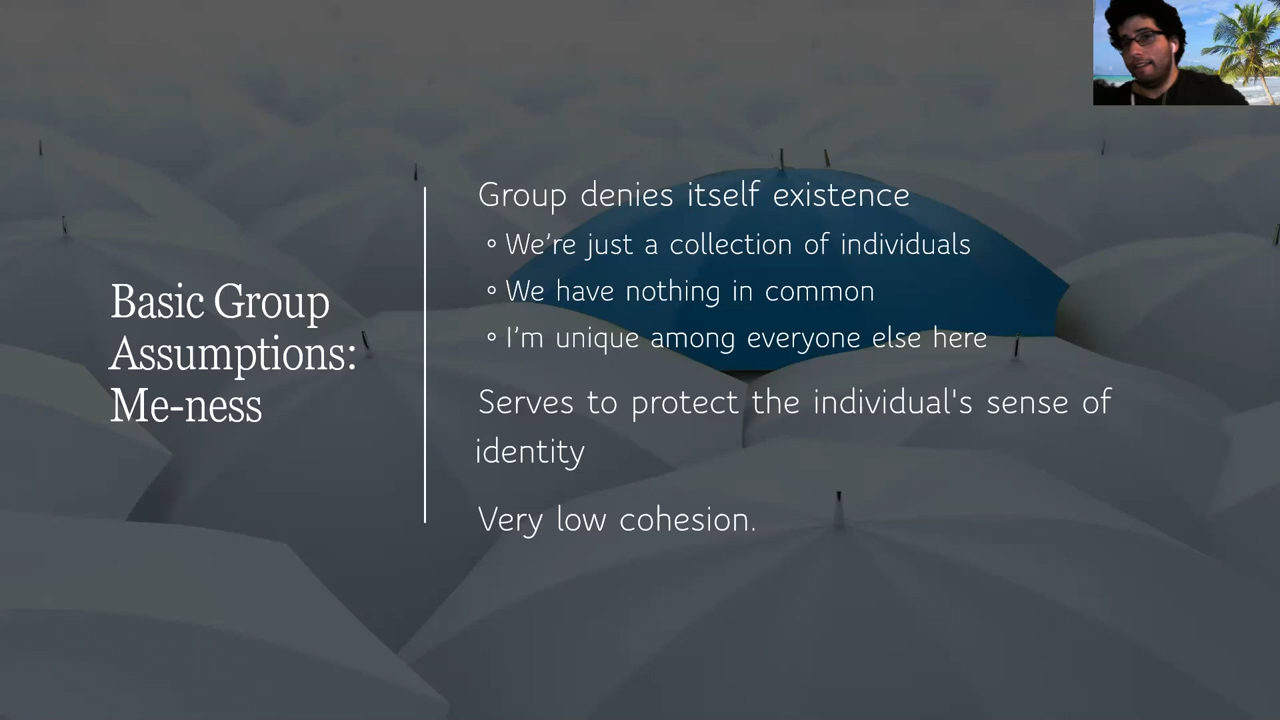 Basic Group
Assumptions:
Me-ness
Group denies itself existence
◦ We’re just a collection of individuals
◦ We have nothing in common
◦ I’m unique among everyone else here
Serves to protect the individual's sense of
identity
Very low cohesion.